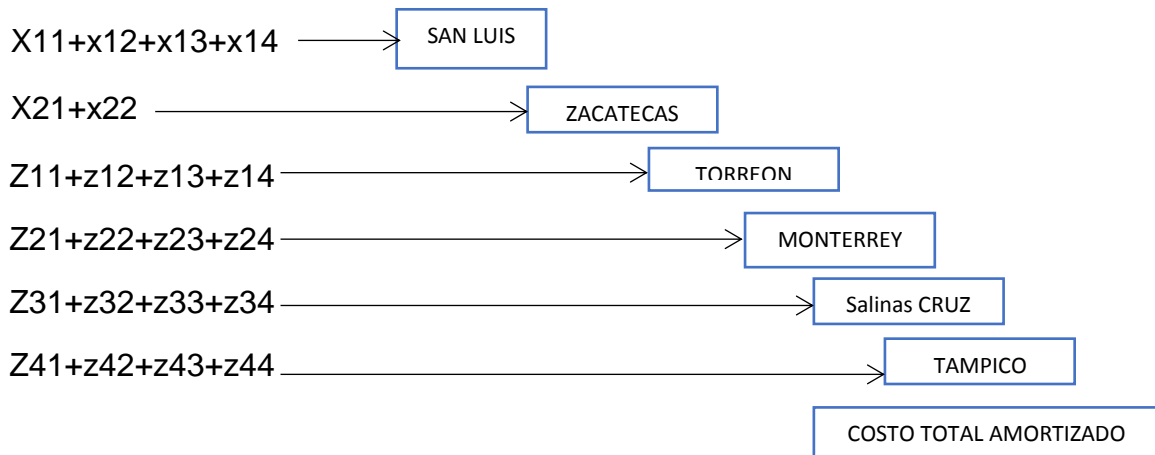 X11+x12+x13+x14 SAN LUIS
X21+x22 ZACATECAS
Z11+z12+z13+z14 TORREON
Z21+z22+z23+z24 MONTERREY
Z31+z32+z33+z34 Salinas CRUZ
Z41+z42+z43+z44 TAMPICO
COSTO TOTAL AMORTIZADO